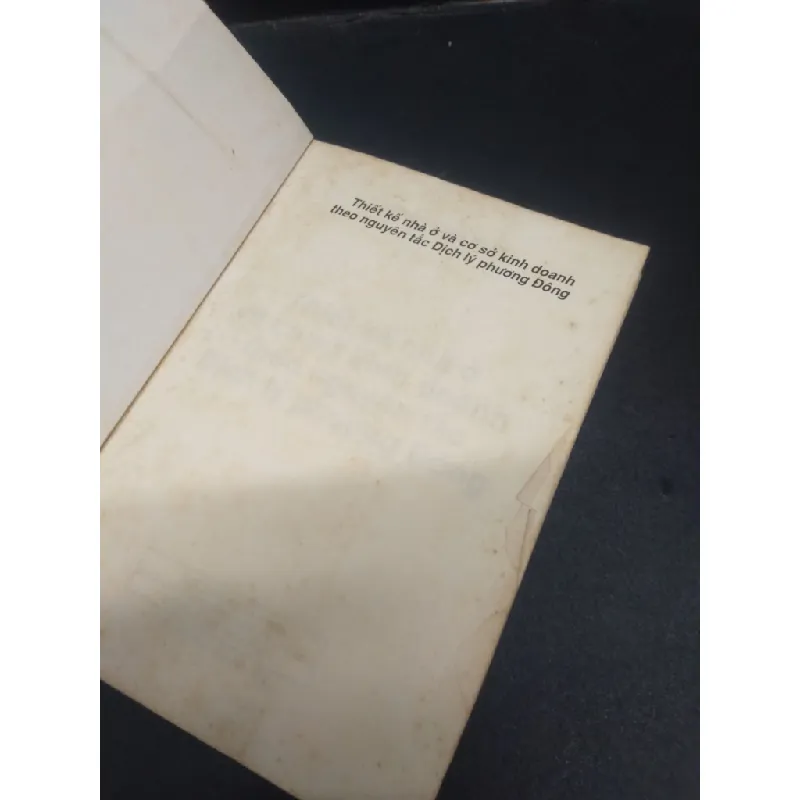 Thiết kế nhà ở và cơ sở kinh doanh
theo nguyên tắc Dịch lý phương Đông